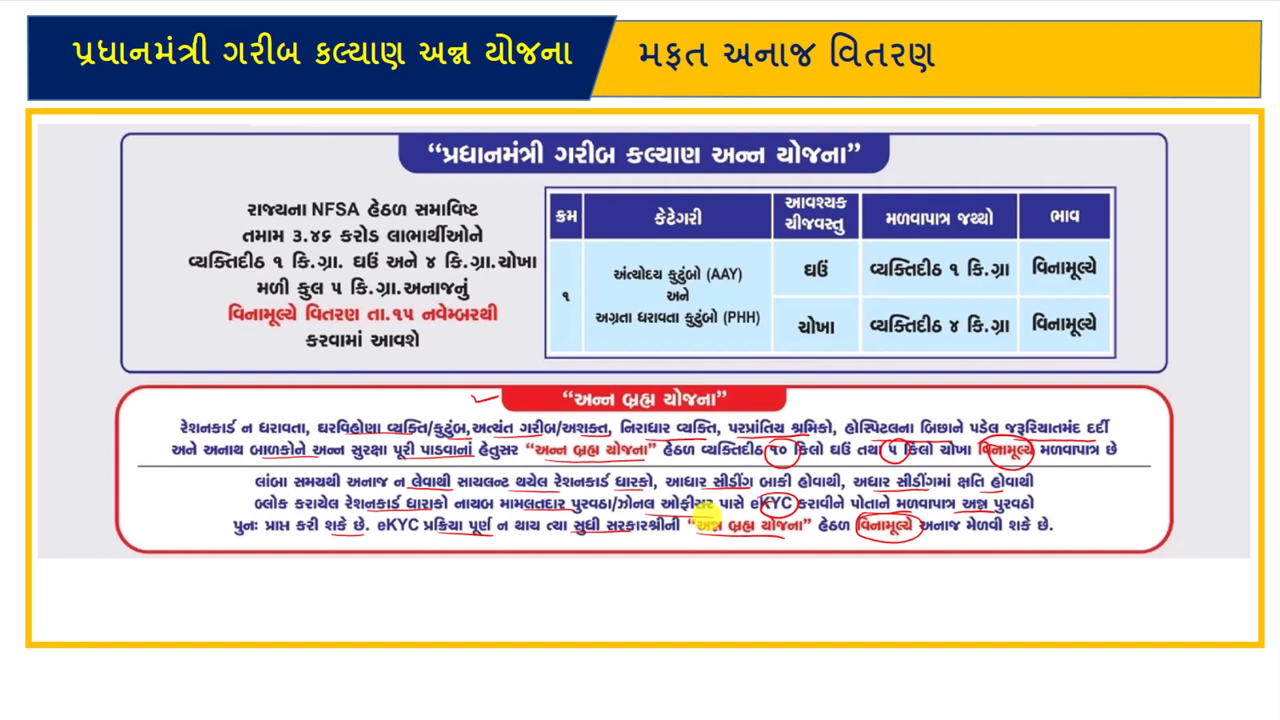 પ્રધાનમંત્રી ગરીબ કલ્યાણ અન્ન યોજના
મફત અનાજ વિતરણ
“પ્રધાનમંત્રી ગરીબ કલ્યાણ અન્ન યોજના”
રાજ્યના NFSA હેઠળ સમાવિષ્ટ
તમામ ૩.૪૬ કરોડ લાભાર્થીઓને
વ્યક્તિદીઠ ૧ કિ.ગ્રા. ઘઉં અને ૪ કિ.ગ્રા.ચોખા
મળી કુલ ૫ કિ.ગ્રા.અનાજનું
વિનામૂલ્યે વિતરણ તા.૧૫ નવેમ્બરથી
કરવામાં આવશે
ક્રમ કેટેગરી આવશ્યક ચીજવસ્તુ મળવાપાત્ર જથ્થો ભાવ
૧ અંત્યોદય કુટુંબો (AAY) અને અગ્રતા ધરાવતા કુટુંબો (PHH)
ઘઉં વ્યક્તિદીઠ ૧ કિ.ગ્રા વિનામૂલ્યે
ચોખા વ્યક્તિદીઠ ૪ કિ.ગ્રા વિનામૂલ્યે
“અન્ન બ્રહ્મ યોજના”
રેશનકાર્ડ ન ધરાવતા, ઘરવિહોણા વ્યક્તિ/કુટુંબ,અત્યંત ગરીબ/અશક્ત, નિરાધાર વ્યક્તિ, પરપ્રાંતિય શ્રમિકો, હોસ્પિટલના બિછાને પડેલ જરૂરિયાતમંદ દર્દી
અને અનાથ બાળકોને અન્ન સુરક્ષા પૂરી પાડવાનાં હેતુસર “અન્ન બ્રહ્મ યોજના” હેઠળ વ્યક્તિદીઠ ૧૦ કિલો ઘઉં તથા ૫ કિલો ચોખા વિનામૂલ્યે મળવાપાત્ર છે
લાંબા સમયથી અનાજ ન લેવાથી સાયલન્ટ થયેલ રેશનકાર્ડ ધારકો, આધાર સીડીંગ બાકી હોવાથી, અધાર સીડીંગમાં ક્ષતિ હોવાથી
બ્લોક કરાયેલ રેશનકાર્ડ ધારાકો નાયબ મામલતદાર પુરવઠા/ઝોનલ ઓફીસર પાસે eKYC કરાવીને પોતાને મળવાપાત્ર અન્ન પુરવઠો
પુનઃ પ્રાપ્ત કરી શકે છે. eKYC પ્રક્રિયા પૂર્ણ ન થાય ત્યા સુધી સરકારશ્રીની “અન્ન બ્રહ્મ યોજના” હેઠળ વિનામૂલ્યે અનાજ મેળવી શકે છે.